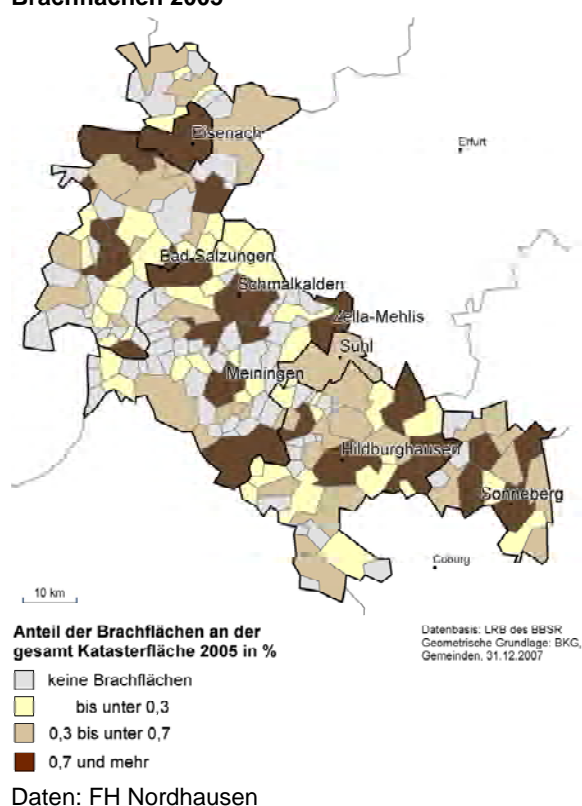 Brachflächen 2005
Eisenach
Erfurt
Bad Salzungen
Schmalkalden
Zella-Mehlis
Suhl
Meiningen
Hildburghausen
Sonneberg
Coburg
10 km
Anteil der Brachflächen an der
gesamt Katasterfläche 2005 in %
Datenbasis: LRB des BBSR
Geometrische Grundlage: BKG,
Gemeinden, 31.12.2007
keine Brachflächen
bis unter 0,3
0,3 bis unter 0,7
0,7 und mehr
Daten: FH Nordhausen